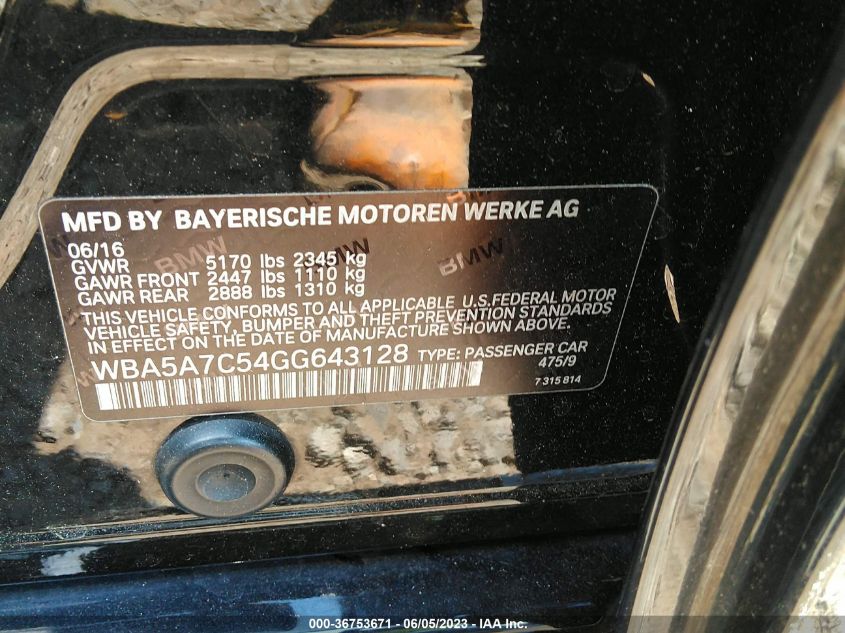 MFD BY BAYERISCHE MOTOREN WERKE AG
06/16
GVWR 5170 lbs 2345 kg
GAWR FRONT 2447 lbs 1110 kg
GAWR REAR 2888 lbs 1310 kg
THIS VEHICLE CONFORMS TO ALL APPLICABLE U.S.FEDERAL MOTOR
VEHICLE SAFETY, BUMPER AND THEFT PREVENTION STANDARDS
IN EFFECT ON THE DATE OF MANUFACTURE SHOWN ABOVE.
WBA5A7C54GG643128 TYPE: PASSENGER CAR
475/9
7 315 814
BMW
BMW
BMW
000-36753671 - 06/05/2023 - IAA Inc.